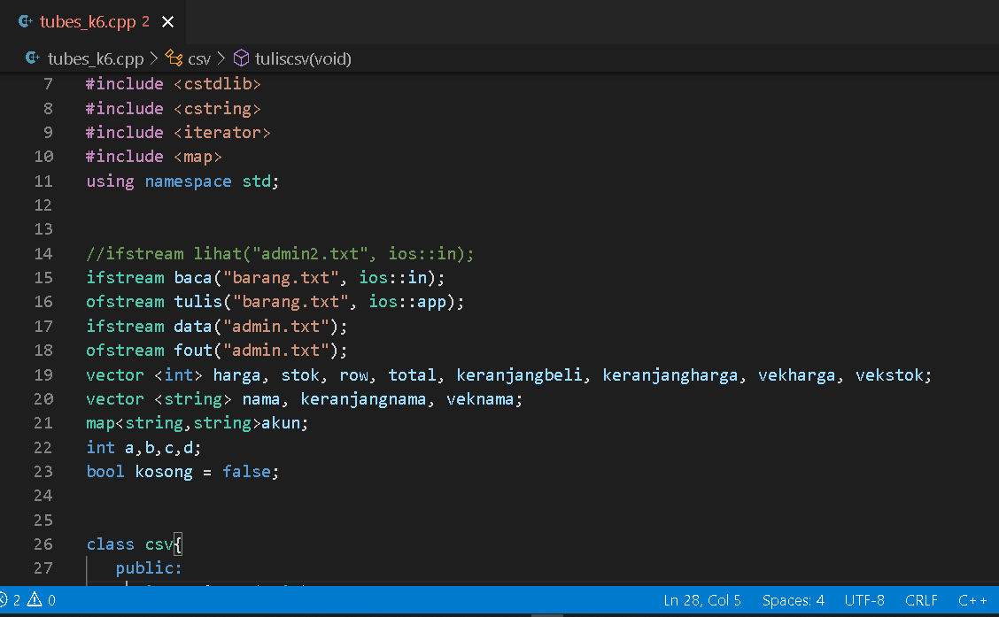 tubes_k6.cpp 2
tubes_k6.cpp > csv > tuliscsv(void)
7 #include <cstdlib>
8 #include <cstring>
9 #include <iterator>
10 #include <map>
11 using namespace std;
12
13
14 //ifstream lihat("admin2.txt", ios::in);
15 ifstream baca("barang.txt", ios::in);
16 ofstream tulis("barang.txt", ios::app);
17 ifstream data("admin.txt");
18 ofstream fout("admin.txt");
19 vector <int> harga, stok, row, total, keranjangbeli, keranjangharga, vekharga, vekstok;
20 vector <string> nama, keranjangnama, veknama;
21 map<string,string>akun;
22 int a,b,c,d;
23 bool kosong = false;
24
25
26 class csv{
27 public:
2 0 Ln 28, Col 5 Spaces: 4 UTF-8 CRLF C++